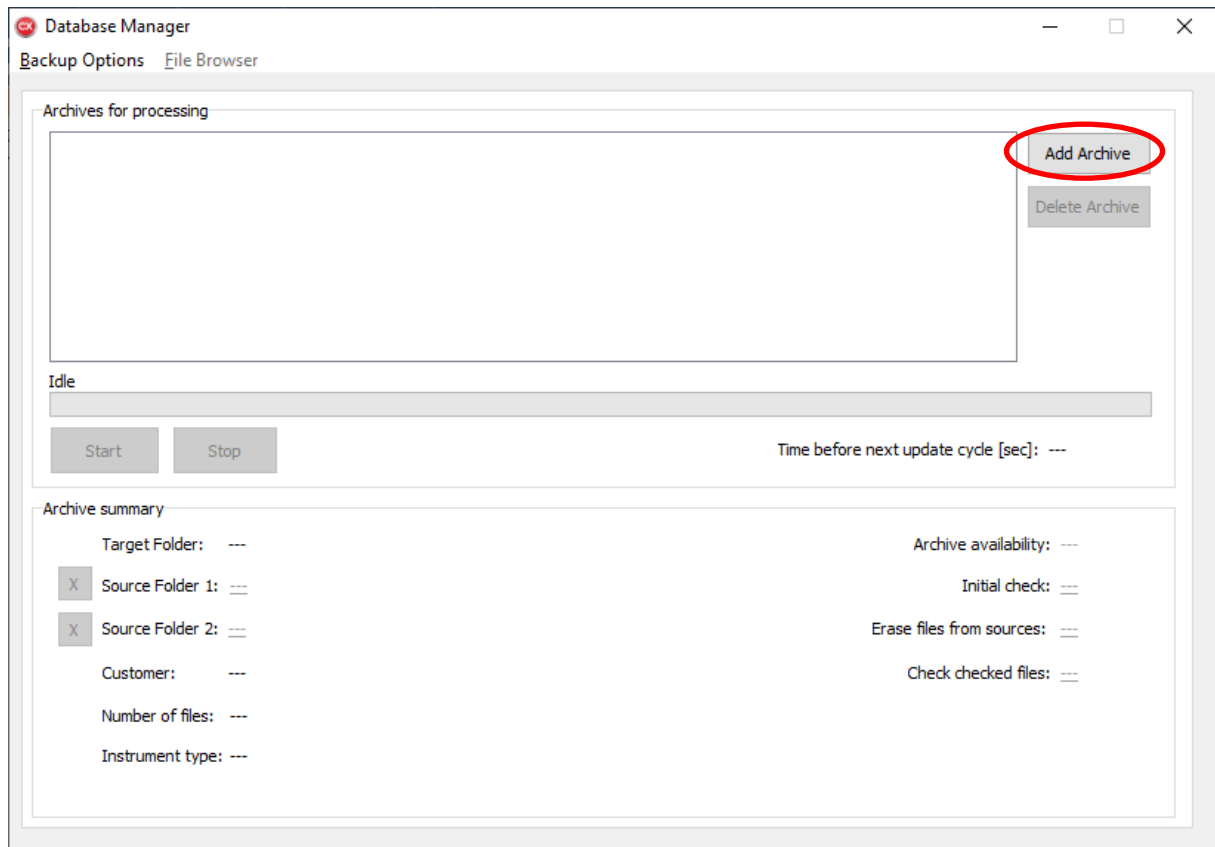 CX Database Manager
Backup Options File Browser
Archives for processing
Add Archive
Delete Archive
Idle
Start Stop Time before next update cycle [sec]: ---
Archive summary
Target Folder: --- Archive availability: ---
X Source Folder 1: --- Initial check: ---
X Source Folder 2: --- Erase files from sources: ---
Customer: --- Check checked files: ---
Number of files: ---
Instrument type: ---